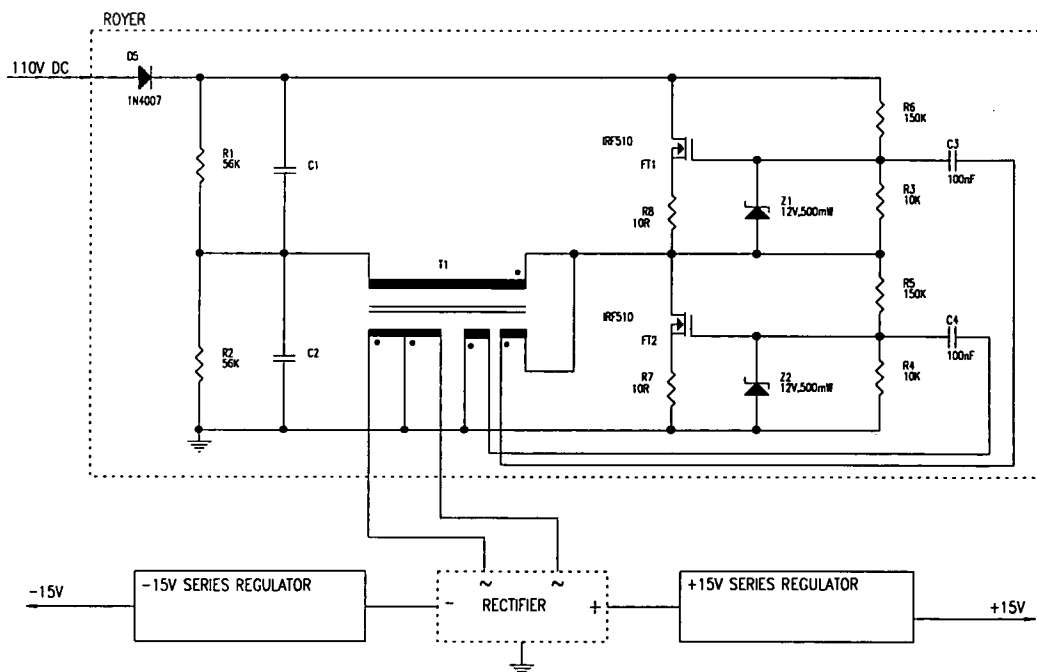 ROYER
110V DC
D5
1N4007
R1
56K
C1
R2
56K
C2
T1
IRF510
FT1
R8
10R
Z1
12V,500mW
R6
150K
R3
10K
C3
100nF
IRF510
FT2
R7
10R
Z2
12V,500mW
R5
150K
R4
10K
C4
100nF
-15V
-15V SERIES REGULATOR
~ ~
- RECTIFIER +
+15V SERIES REGULATOR
+15V